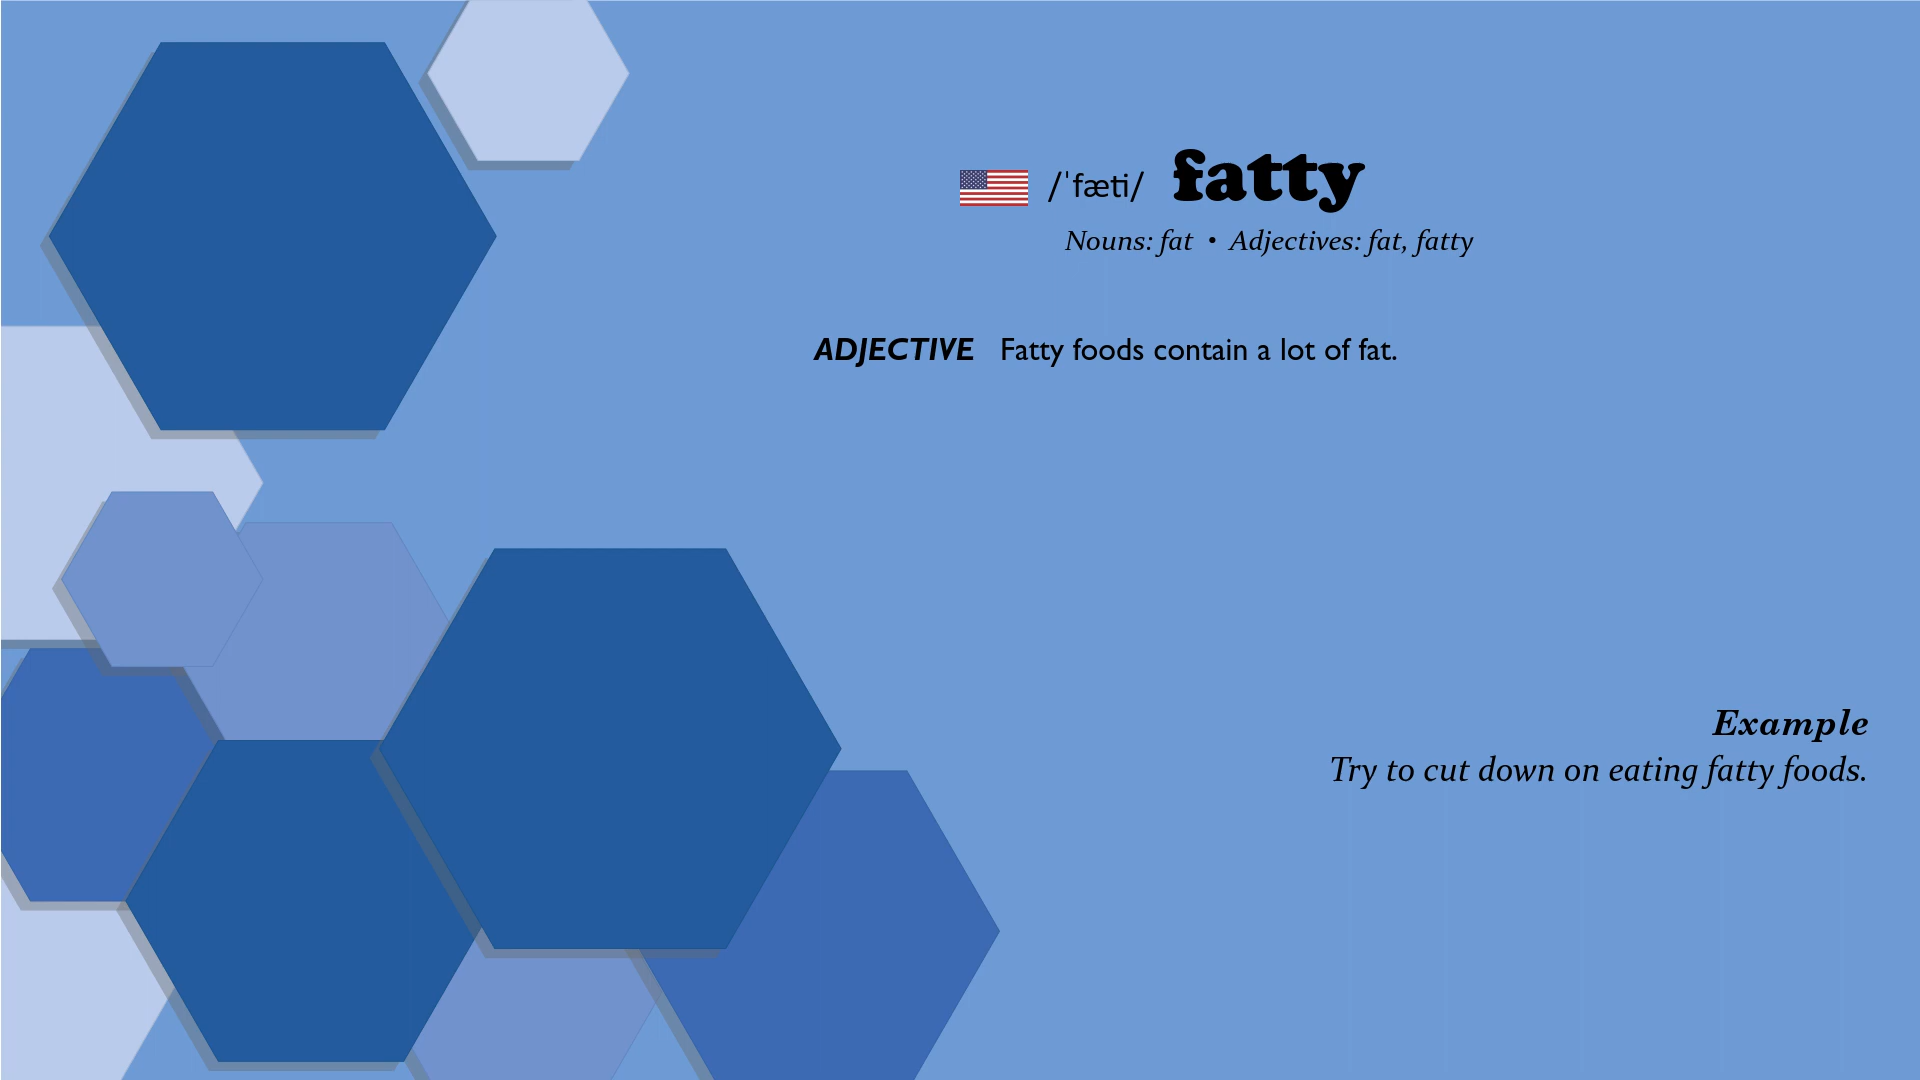 /ˈfæti/ fatty
Nouns: fat • Adjectives: fat, fatty
ADJECTIVE Fatty foods contain a lot of fat.
Example
Try to cut down on eating fatty foods.